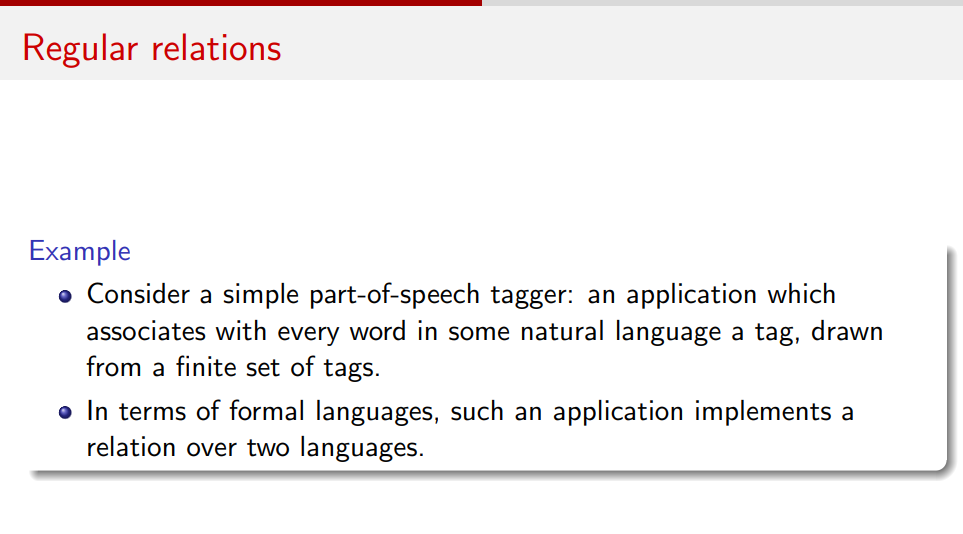 Regular relations
Example
Consider a simple part-of-speech tagger: an application which
associates with every word in some natural language a tag, drawn
from a finite set of tags.
In terms of formal languages, such an application implements a
relation over two languages.